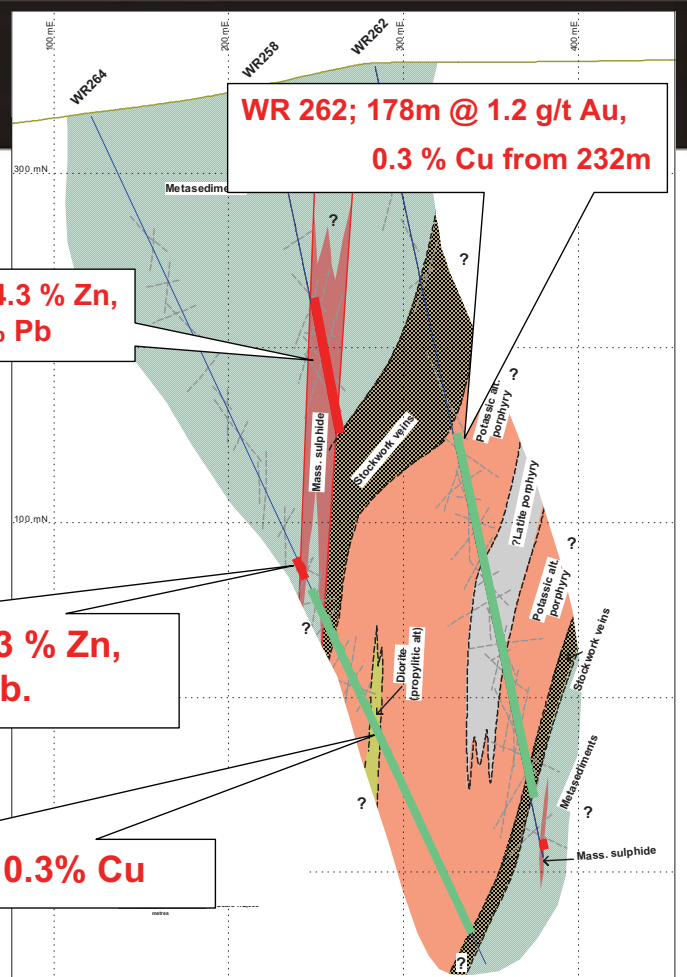 100 mE
200 mE
300 mE
400 mE
WR264
WR258
WR262
WR 262; 178m @ 1.2 g/t Au,
0.3 % Cu from 232m
300 mN
?
?
4.3 % Zn,
% Pb
?
Potassic alt.
porphyry
Mass. sulphide
Stockwork veins
?Latite porphyry
100 mN
?
Potassic alt.
porphyry
3 % Zn,
b.
?
Diorite
(propylitic alt)
Stockwork veins
Metasediments
?
?
0.3% Cu
Mass. sulphide
metres
?